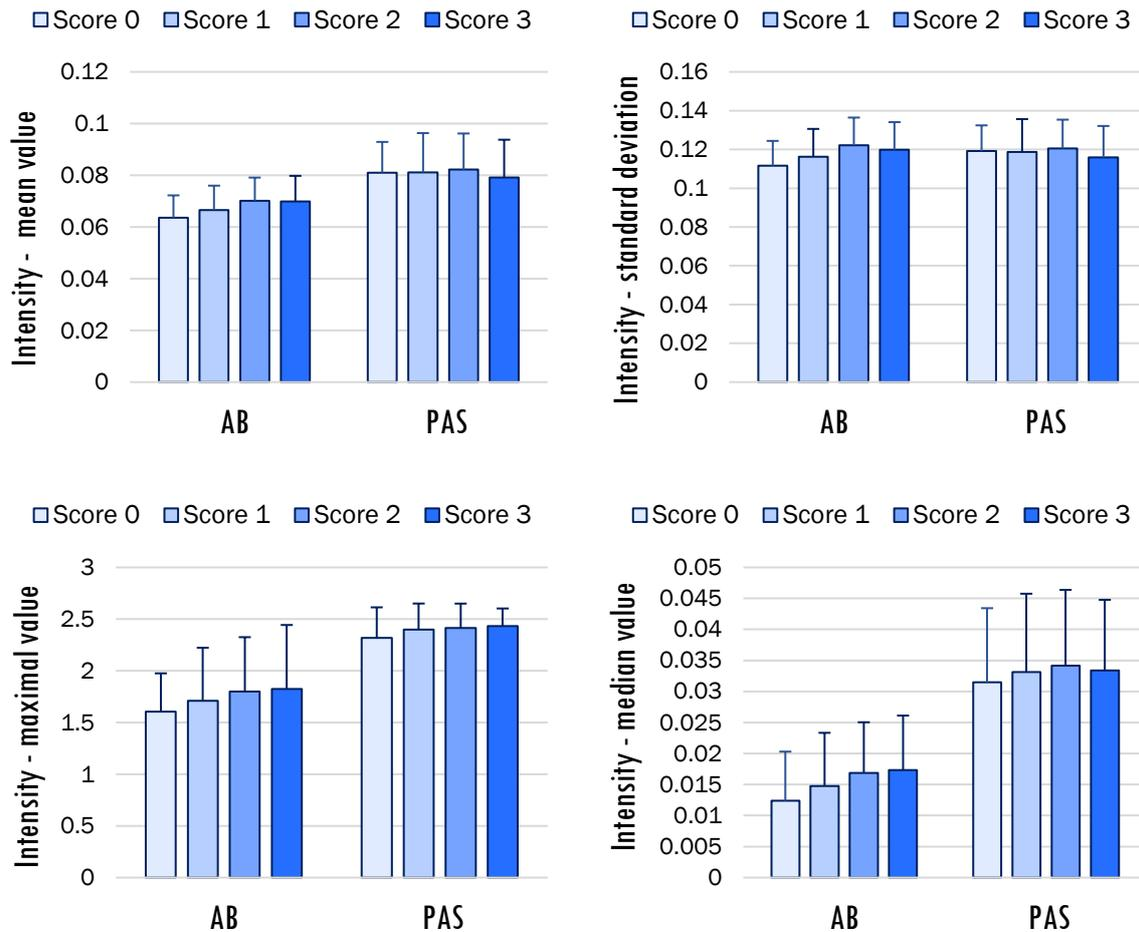 Score 0 Score 1 Score 2 Score 3
Intensity - mean value
0.12
0.1
0.08
0.06
0.04
0.02
0
AB PAS
Score 0 Score 1 Score 2 Score 3
Intensity - standard deviation
0.16
0.14
0.12
0.1
0.08
0.06
0.04
0.02
0
AB PAS
Score 0 Score 1 Score 2 Score 3
Intensity - maximal value
3
2.5
2
1.5
1
0.5
0
AB PAS
Score 0 Score 1 Score 2 Score 3
Intensity - median value
0.05
0.045
0.04
0.035
0.03
0.025
0.02
0.015
0.01
0.005
0
AB PAS